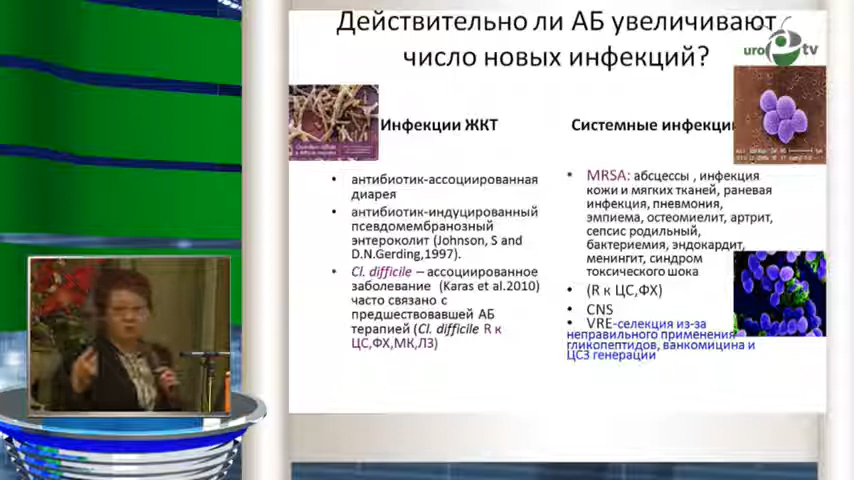 Действительно ли АБ увеличивают
число новых инфекций?
uro tv
Инфекции ЖКТ
• антибиотик-ассоциированная
диарея
• антибиотик-индуцированный
псевдомембранозный
энтероколит (Johnson, S and
D.N.Gerding,1997).
• Cl. difficile – ассоциированное
заболевание (Karas et al.2010)
часто связано с
предшествовавшей АБ
терапией (Cl. difficile R к
ЦС,ФХ,МК,ЛЗ)
Системные инфекции
• MRSA: абсцессы , инфекция
кожи и мягких тканей, раневая
инфекция, пневмония,
эмпиема, остеомиелит, артрит,
сепсис родильный,
бактериемия, эндокардит,
менингит, синдром
токсического шока
• (R к ЦС,ФХ)
• CNS
• VRE-селекция из-за
неправильного применения
гликопептидов, ванкомицина и
ЦС3 генерации